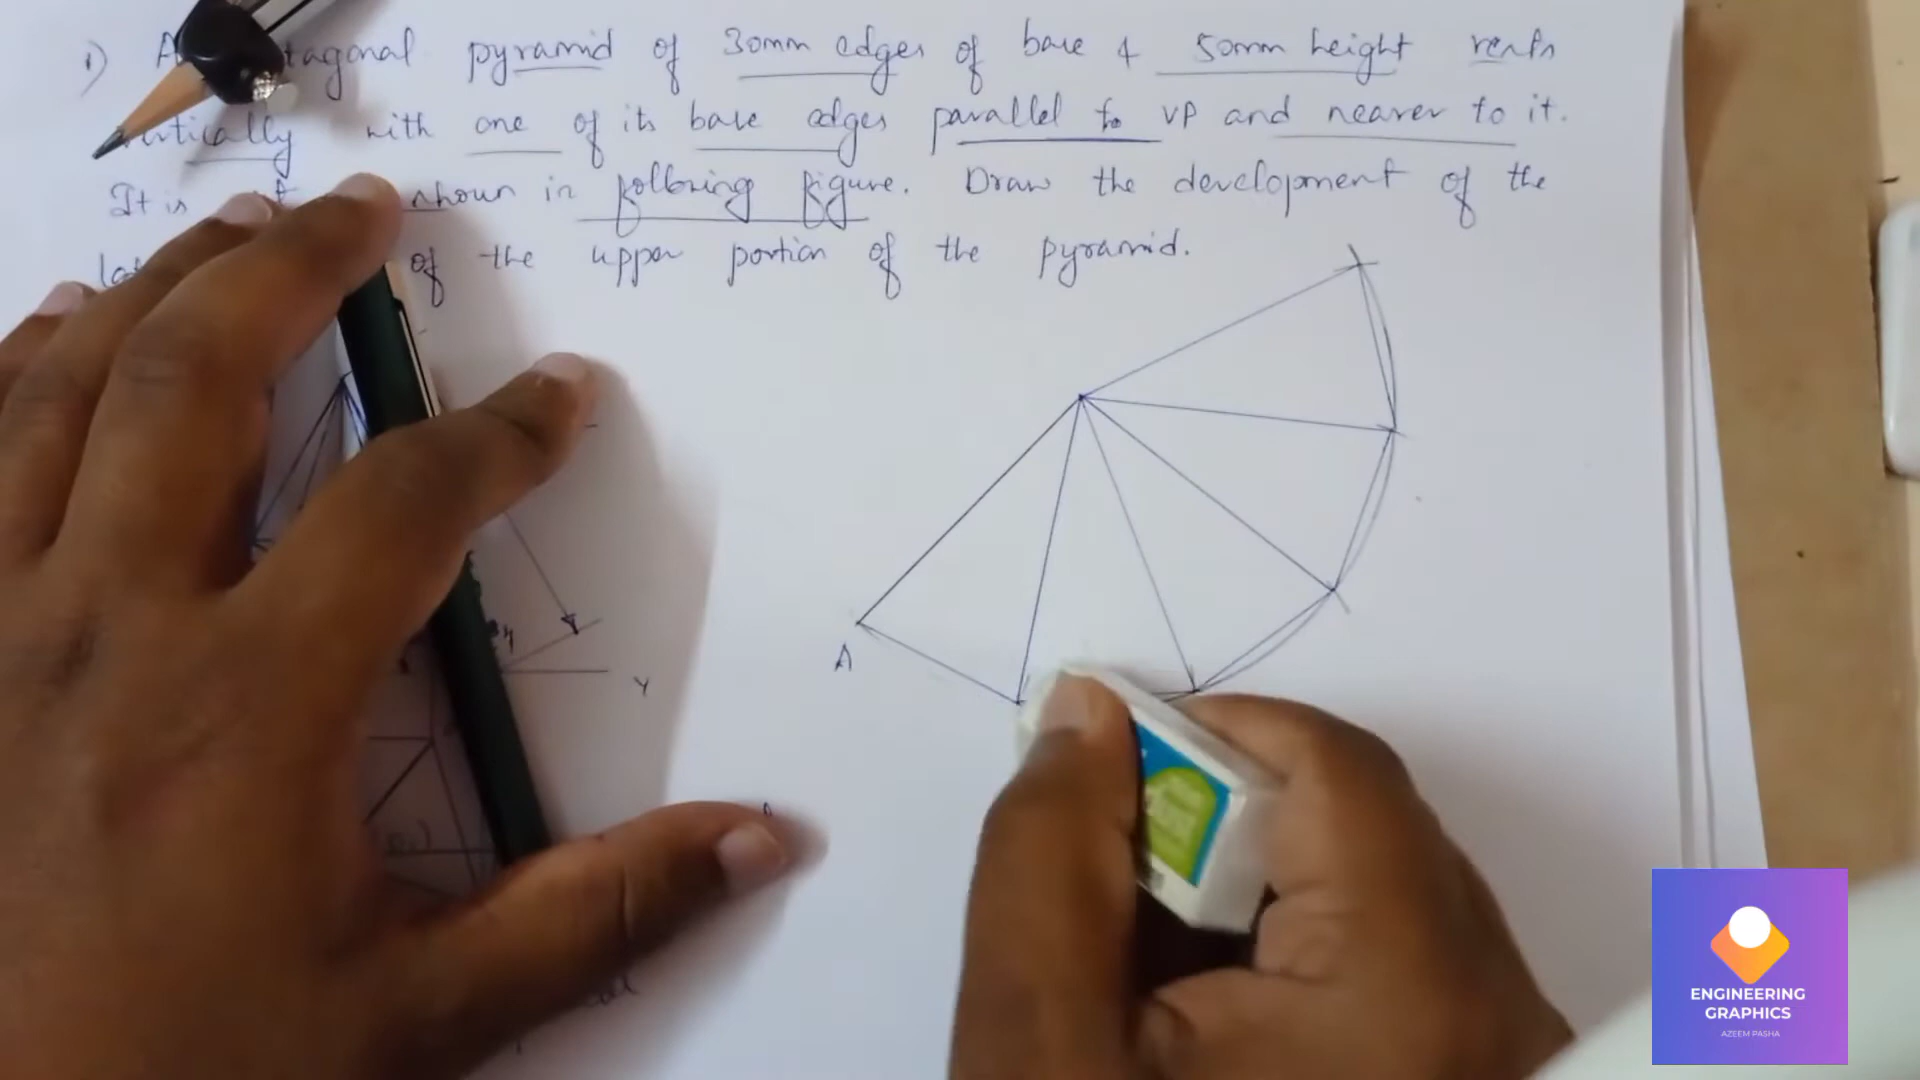 1) A pyramid of 30mm edges of base & 50mm height rests
vertically with one of its base edges parallel to VP and nearer to it.
It is shown in following figure. Draw the development of the
of the upper portion of the pyramid.
A
Y
ENGINEERING
GRAPHICS
AZEEM PASHA